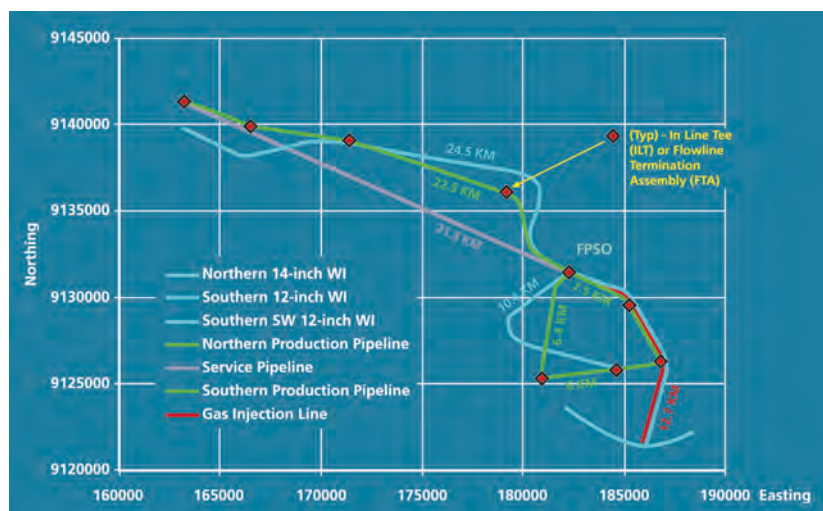 9145000
9140000
9135000
9130000
9125000
9120000
Northing
160000
165000
170000
175000
180000
185000
190000
Easting
(Typ) - In Line Tee
(ILT) or Flowline
Termination
Assembly (FTA)
24.5 KM
22.5 KM
21.3 KM
FPSO
7.5 KM
6.4 KM
12.7 KM
Northern 14-inch WI
Southern 12-inch WI
Southern SW 12-inch WI
Northern Production Pipeline
Service Pipeline
Southern Production Pipeline
Gas Injection Line